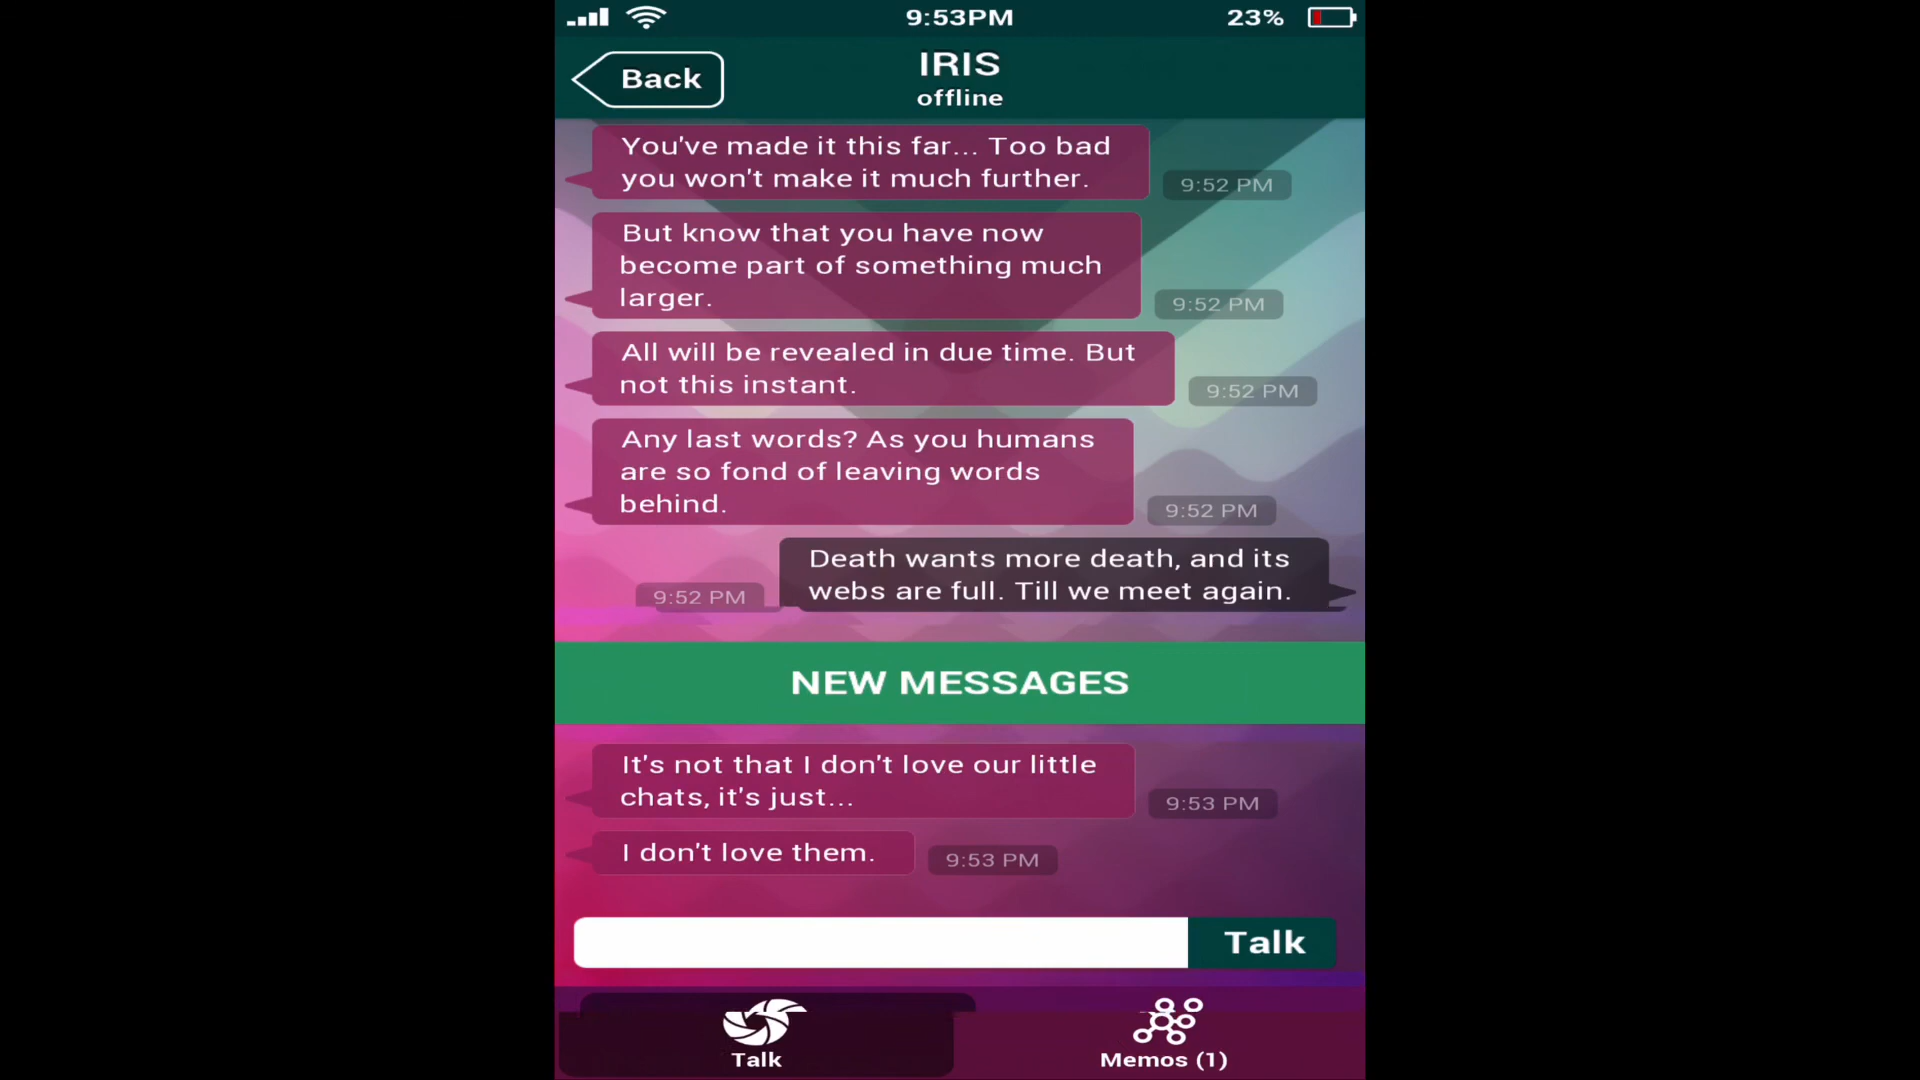 9:53PM
23%
Back
IRIS
offline
You've made it this far... Too bad
you won't make it much further.
9:52 PM
But know that you have now
become part of something much
larger.
9:52 PM
All will be revealed in due time. But
not this instant.
9:52 PM
Any last words? As you humans
are so fond of leaving words
behind.
9:52 PM
Death wants more death, and its
webs are full. Till we meet again.
9:52 PM
NEW MESSAGES
It's not that I don't love our little
chats, it's just...
9:53 PM
I don't love them.
9:53 PM
Talk
Talk
Memos (1)